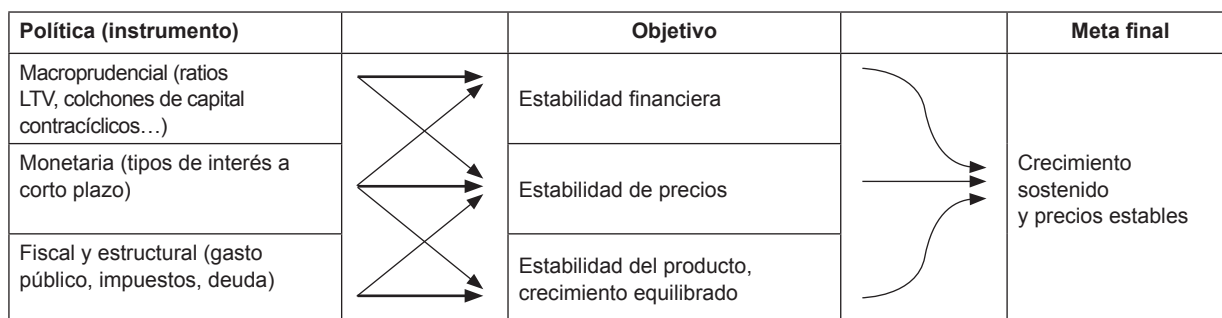 Política (instrumento)
Objetivo
Meta final
Macroprudencial (ratios
LTV, colchones de capital
contracíclicos…)
Estabilidad financiera
Monetaria (tipos de interés a
corto plazo)
Estabilidad de precios
Fiscal y estructural (gasto
público, impuestos, deuda)
Estabilidad del producto,
crecimiento equilibrado
Crecimiento
sostenido
y precios estables